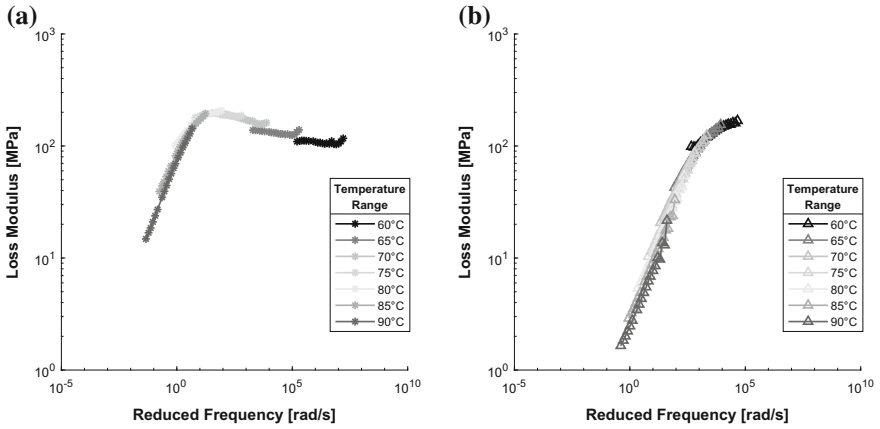 (a)
10^3
10^2
10^1
10^0
Loss Modulus [MPa]
10^-5
10^0
10^5
10^10
Reduced Frequency [rad/s]
Temperature
Range
60°C
65°C
70°C
75°C
80°C
85°C
90°C
(b)
10^3
10^2
10^1
10^0
Loss Modulus [MPa]
10^-5
10^0
10^5
10^10
Reduced Frequency [rad/s]
Temperature
Range
60°C
65°C
70°C
75°C
80°C
85°C
90°C